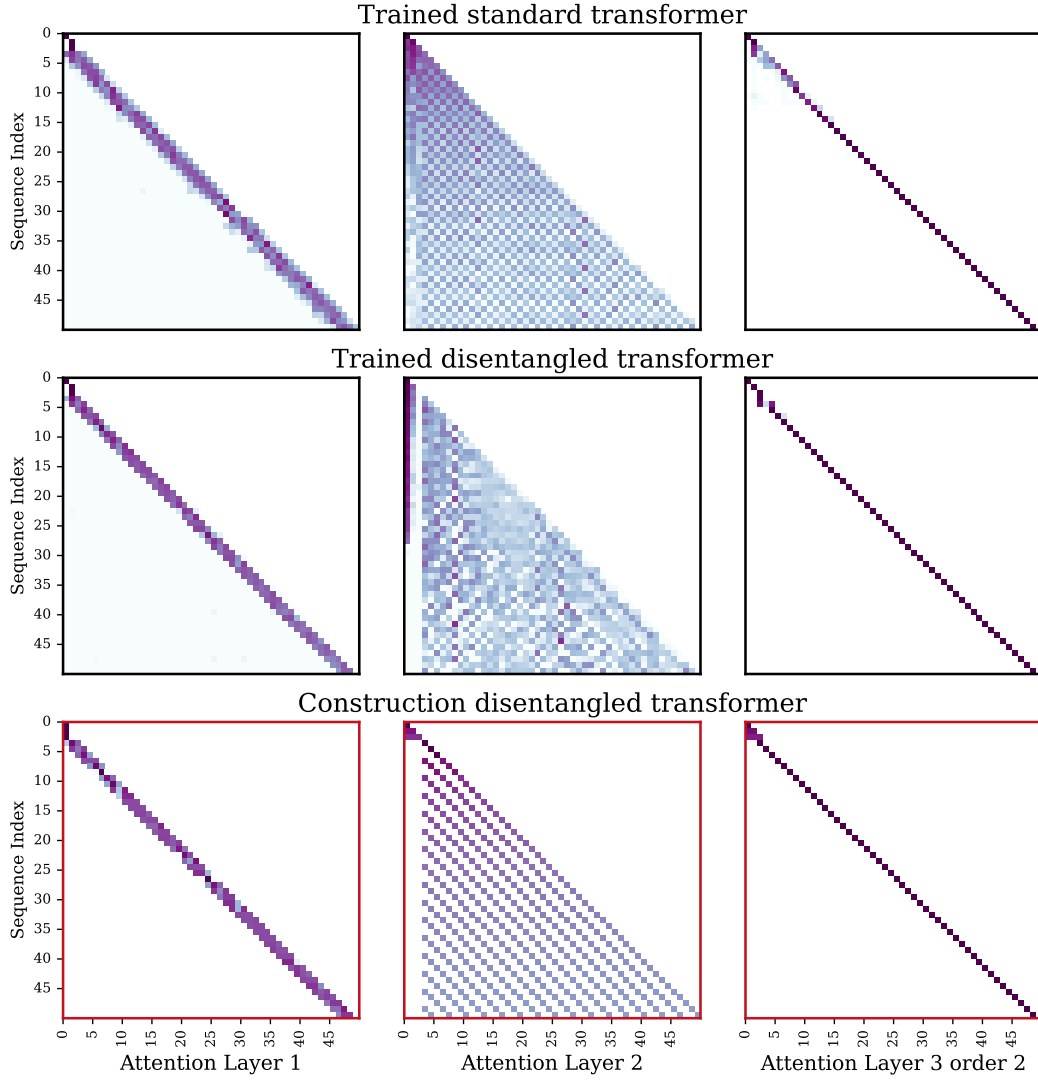 Trained standard transformer
0
5
10
15
20
25
30
35
40
45
Sequence Index
Trained disentangled transformer
0
5
10
15
20
25
30
35
40
45
Sequence Index
Construction disentangled transformer
0
5
10
15
20
25
30
35
40
45
Sequence Index
0 5 10 15 20 25 30 35 40 45
0 5 10 15 20 25 30 35 40 45
0 5 10 15 20 25 30 35 40 45
Attention Layer 1
Attention Layer 2
Attention Layer 3 order 2